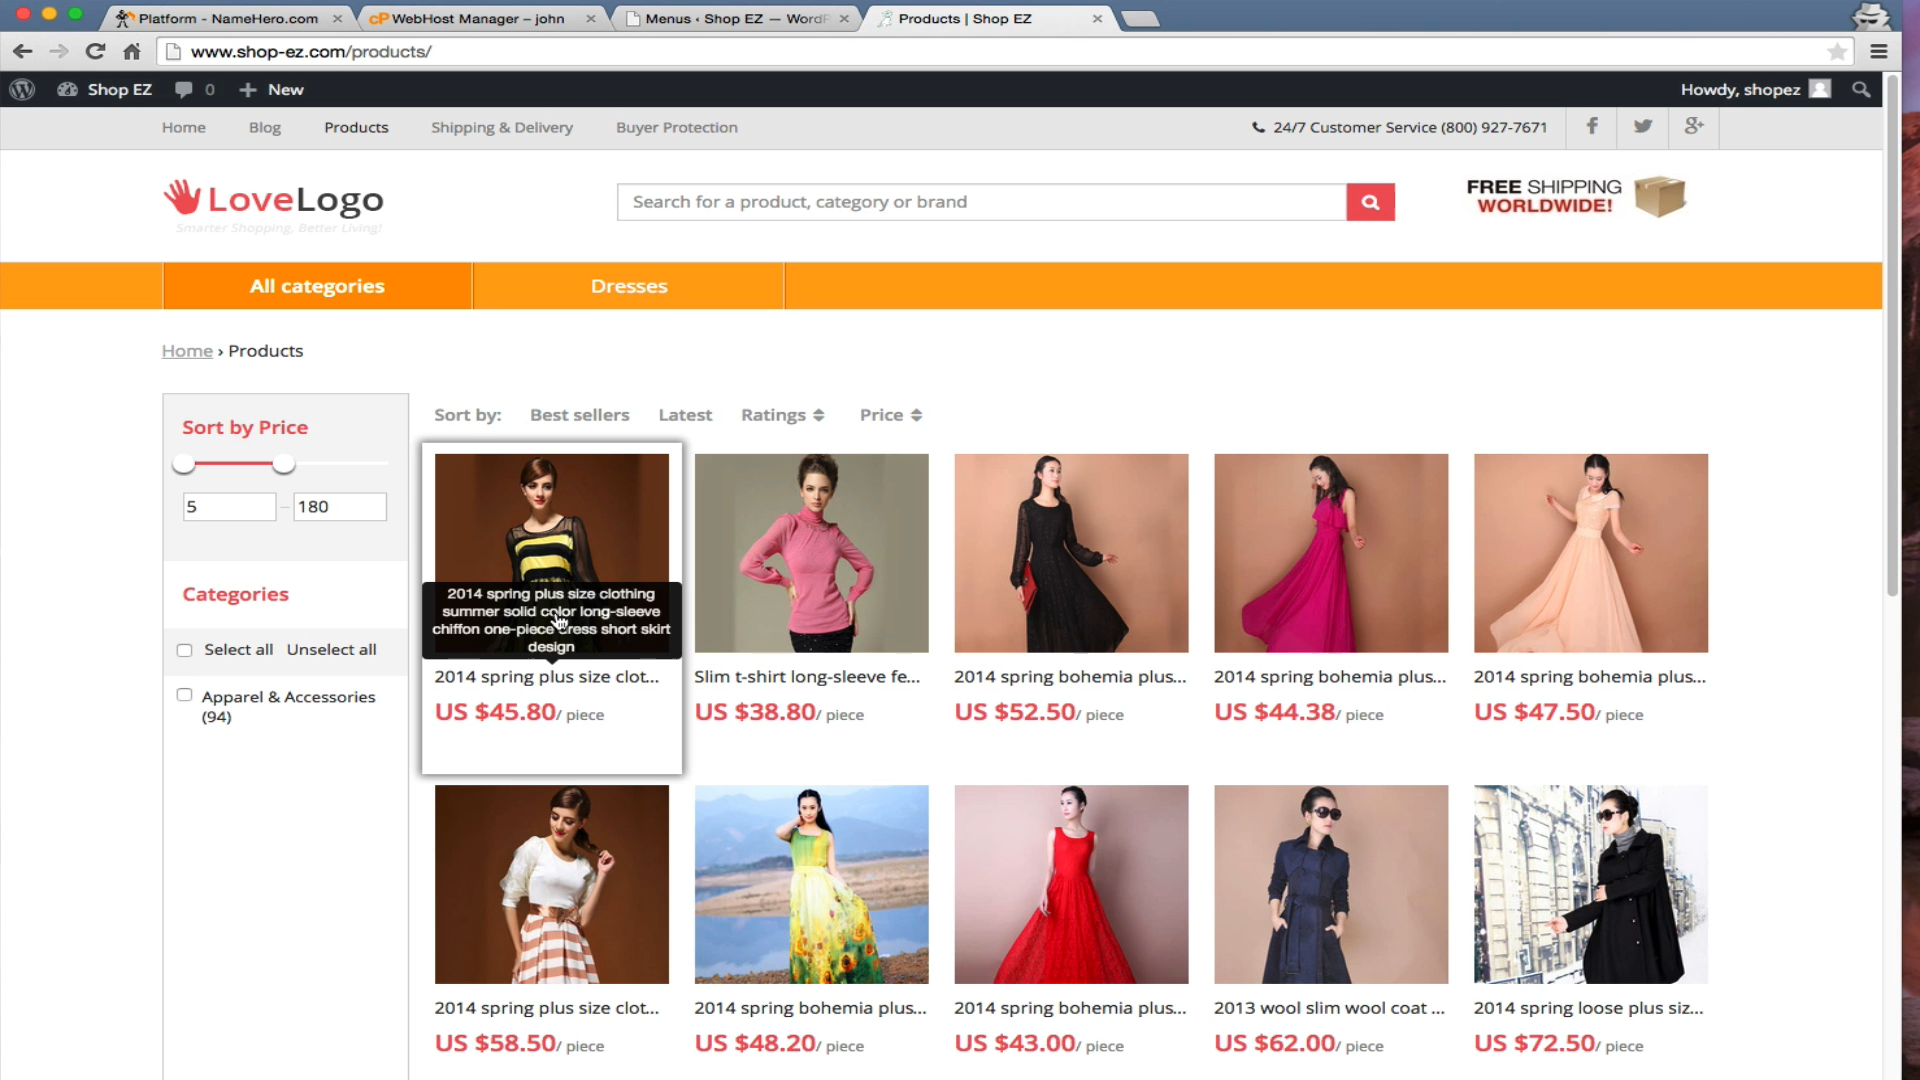 Platform - NameHero.com
cP WebHost Manager – john
Menus ‹ Shop EZ — WordP
Products | Shop EZ
www.shop-ez.com/products/
Shop EZ
0
New
Howdy, shopez
Home
Blog
Products
Shipping & Delivery
Buyer Protection
24/7 Customer Service (800) 927-7671
LoveLogo
Smarter Shopping, Better Living!
Search for a product, category or brand
FREE SHIPPING
WORLDWIDE!
All categories
Dresses
Home › Products
Sort by Price
5 – 180
Categories
Select all Unselect all
Apparel & Accessories
(94)
Sort by:
Best sellers
Latest
Ratings
Price
2014 spring plus size clothing
summer solid color long-sleeve
chiffon one-piece dress short skirt
design
2014 spring plus size clot...
US $45.80/ piece
Slim t-shirt long-sleeve fe...
US $38.80/ piece
2014 spring bohemia plus...
US $52.50/ piece
2014 spring bohemia plus...
US $44.38/ piece
2014 spring bohemia plus...
US $47.50/ piece
2014 spring plus size clot...
US $58.50/ piece
2014 spring bohemia plus...
US $48.20/ piece
2014 spring bohemia plus...
US $43.00/ piece
2013 wool slim wool coat ...
US $62.00/ piece
2014 spring loose plus siz...
US $72.50/ piece